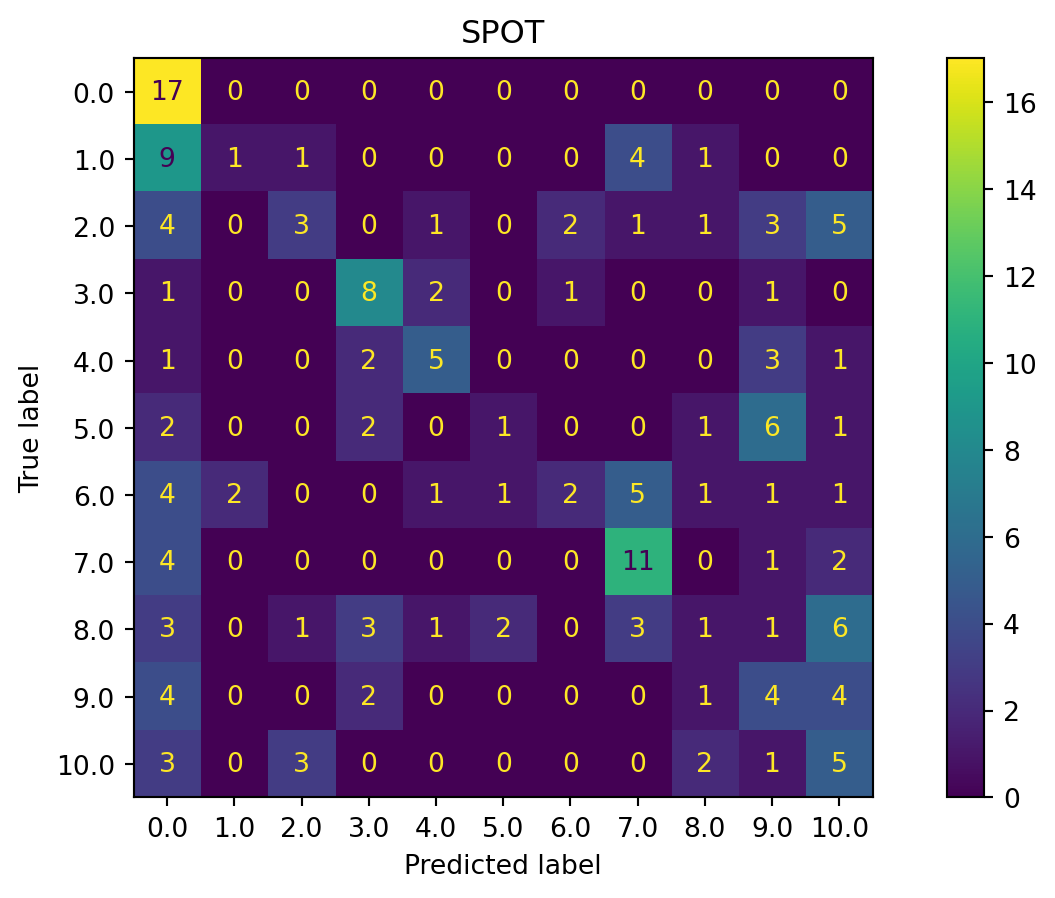 SPOT
0.0 17 0 0 0 0 0 0 0 0 0 0
1.0 9 1 1 0 0 0 0 4 1 0 0
2.0 4 0 3 0 1 0 2 1 1 3 5
3.0 1 0 0 8 2 0 1 0 0 1 0
4.0 1 0 0 2 5 0 0 0 0 3 1
5.0 2 0 0 2 0 1 0 0 1 6 1
6.0 4 2 0 0 1 1 2 5 1 1 1
7.0 4 0 0 0 0 0 0 11 0 1 2
8.0 3 0 1 3 1 2 0 3 1 1 6
9.0 4 0 0 2 0 0 0 0 1 4 4
10.0 3 0 3 0 0 0 0 0 2 1 5
0.0 1.0 2.0 3.0 4.0 5.0 6.0 7.0 8.0 9.0 10.0
Predicted label
True label
16
14
12
10
8
6
4
2
0